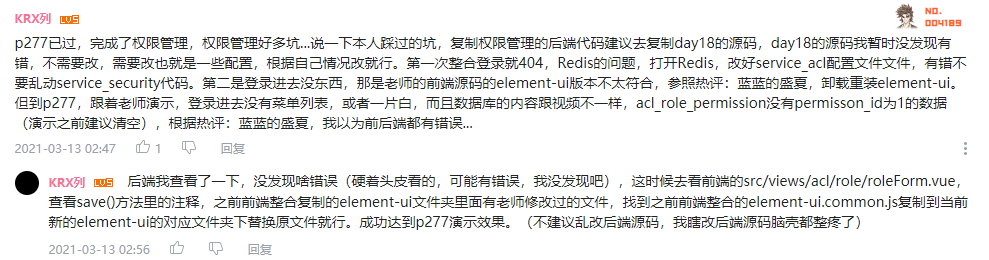 KRX列 LV5
NO.
004189
p277已过，完成了权限管理，权限管理好多坑...说一下本人踩过的坑，复制权限管理的后端代码建议去复制day18的源码，day18的源码我暂时没发现有
错，不需要改，需要改也就是一些配置，根据自己情况改就行。第一次整合登录就404，Redis的问题，打开Redis，改好service_acl配置文件文件，有错不
要乱动service_security代码。第二是登录进去没东西，那是老师的前端源码的element-ui版本不太符合，参照热评：蓝蓝的盛夏，卸载重装element-ui。
但到p277，跟着老师演示，登录进去没有菜单列表，或者一片白，而且数据库的内容跟视频不一样，acl_role_permission没有permisson_id为1的数据
（演示之前建议清空），根据热评：蓝蓝的盛夏，我以为前后端都有错误...
2021-03-13 02:47 1 回复
KRX列 LV5 后端我查看了一下，没发现啥错误（硬着头皮看的，可能有错误，我没发现吧），这时候去看前端的src/views/acl/role/roleForm.vue，
查看save()方法里的注释，之前前端整合复制的element-ui文件夹里面有老师修改过的文件，找到之前前端整合的element-ui.common.js复制到当前
新的element-ui的对应文件夹下替换原文件就行。成功达到p277演示效果。（不建议乱改后端源码，我瞎改后端源码脑壳都整疼了）
2021-03-13 02:56 回复